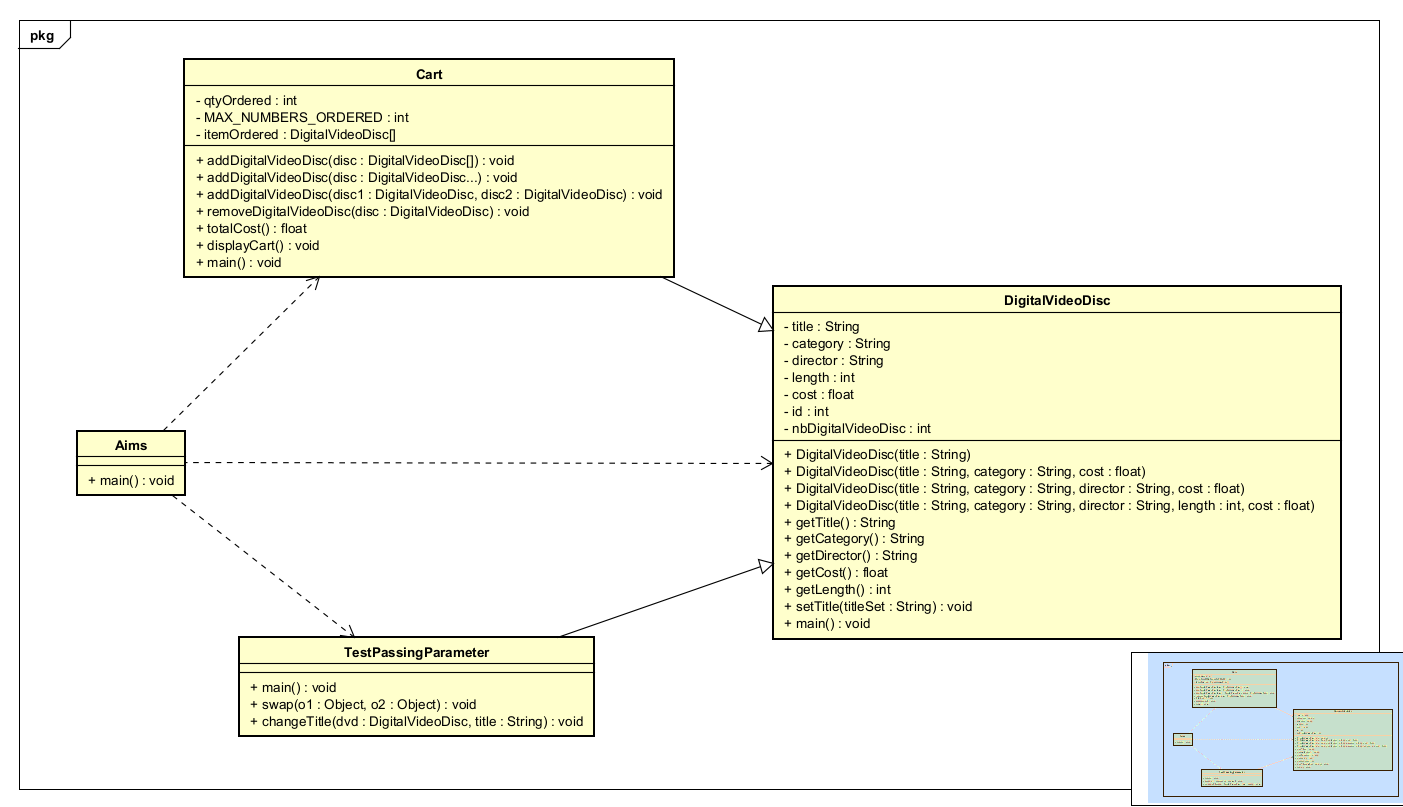 pkg
Cart
- qtyOrdered : int
- MAX_NUMBERS_ORDERED : int
- itemOrdered : DigitalVideoDisc[]
+ addDigitalVideoDisc(disc : DigitalVideoDisc[]) : void
+ addDigitalVideoDisc(disc : DigitalVideoDisc...) : void
+ addDigitalVideoDisc(disc1 : DigitalVideoDisc, disc2 : DigitalVideoDisc) : void
+ removeDigitalVideoDisc(disc : DigitalVideoDisc) : void
+ totalCost() : float
+ displayCart() : void
+ main() : void
DigitalVideoDisc
- title : String
- category : String
- director : String
- length : int
- cost : float
- id : int
- nbDigitalVideoDisc : int
+ DigitalVideoDisc(title : String)
+ DigitalVideoDisc(title : String, category : String, cost : float)
+ DigitalVideoDisc(title : String, category : String, director : String, cost : float)
+ DigitalVideoDisc(title : String, category : String, director : String, length : int, cost : float)
+ getTitle() : String
+ getCategory() : String
+ getDirector() : String
+ getCost() : float
+ getLength() : int
+ setTitle(titleSet : String) : void
+ main() : void
Aims
+ main() : void
TestPassingParameter
+ main() : void
+ swap(o1 : Object, o2 : Object) : void
+ changeTitle(dvd : DigitalVideoDisc, title : String) : void